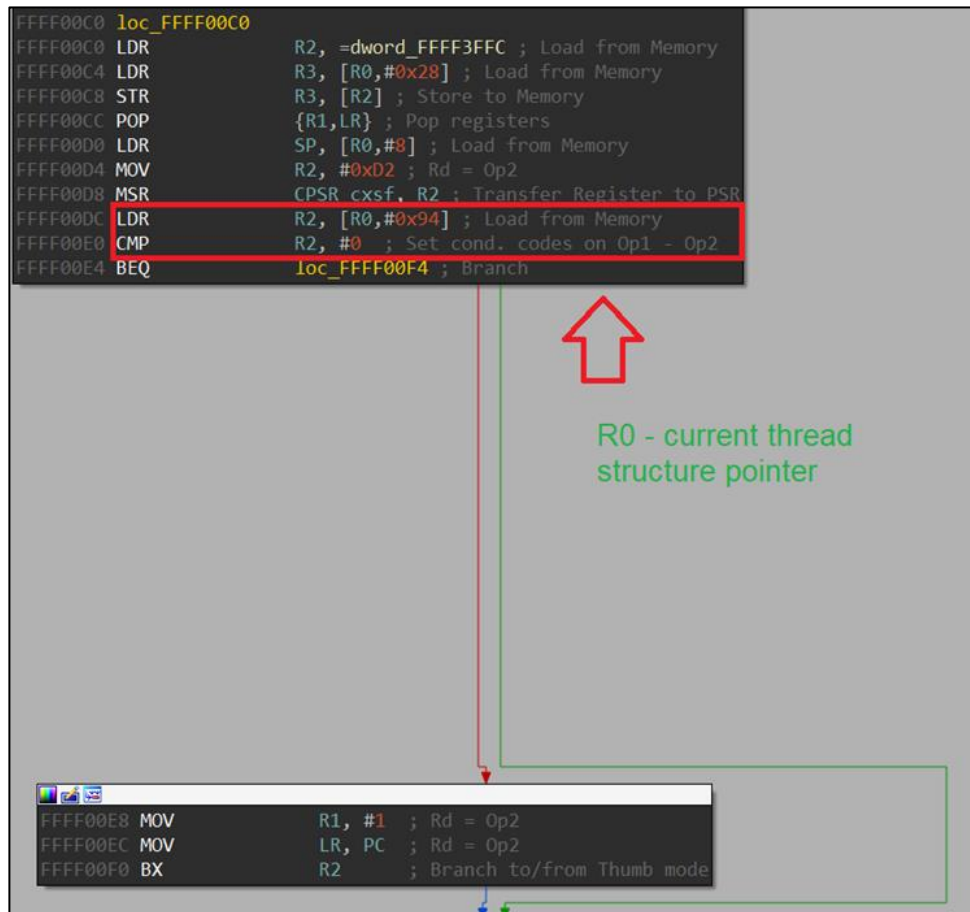 FFFF00C0 loc_FFFF00C0
FFFF00C0 LDR R2, =dword_FFFF3FFC ; Load from Memory
FFFF00C4 LDR R3, [R0,#0x28] ; Load from Memory
FFFF00C8 STR R3, [R2] ; Store to Memory
FFFF00CC POP {R1,LR} ; Pop registers
FFFF00D0 LDR SP, [R0,#8] ; Load from Memory
FFFF00D4 MOV R2, #0xD2 ; Rd = Op2
FFFF00D8 MSR CPSR_cxsf, R2 ; Transfer Register to PSR
FFFF00DC LDR R2, [R0,#0x94] ; Load from Memory
FFFF00E0 CMP R2, #0 ; Set cond. codes on Op1 - Op2
FFFF00E4 BEQ loc_FFFF00F4 ; Branch
R0 - current thread
structure pointer
FFFF00E8 MOV R1, #1 ; Rd = Op2
FFFF00EC MOV LR, PC ; Rd = Op2
FFFF00F0 BX R2 ; Branch to/from Thumb mode